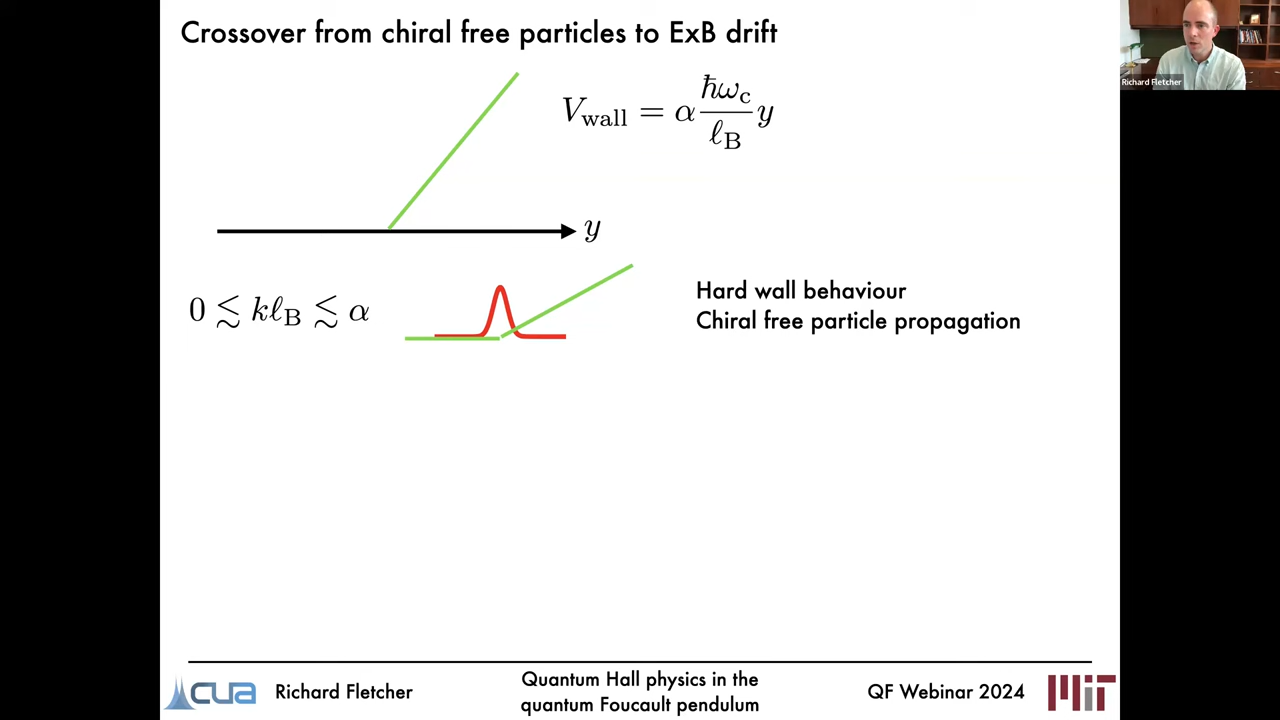 Crossover from chiral free particles to ExB drift
V_wall = α ħω_c/ℓ_B y
y
0 ≲ kℓ_B ≲ α
Hard wall behaviour
Chiral free particle propagation
CUA
Richard Fletcher
Quantum Hall physics in the
quantum Foucault pendulum
QF Webinar 2024
MIT
Richard Fletcher